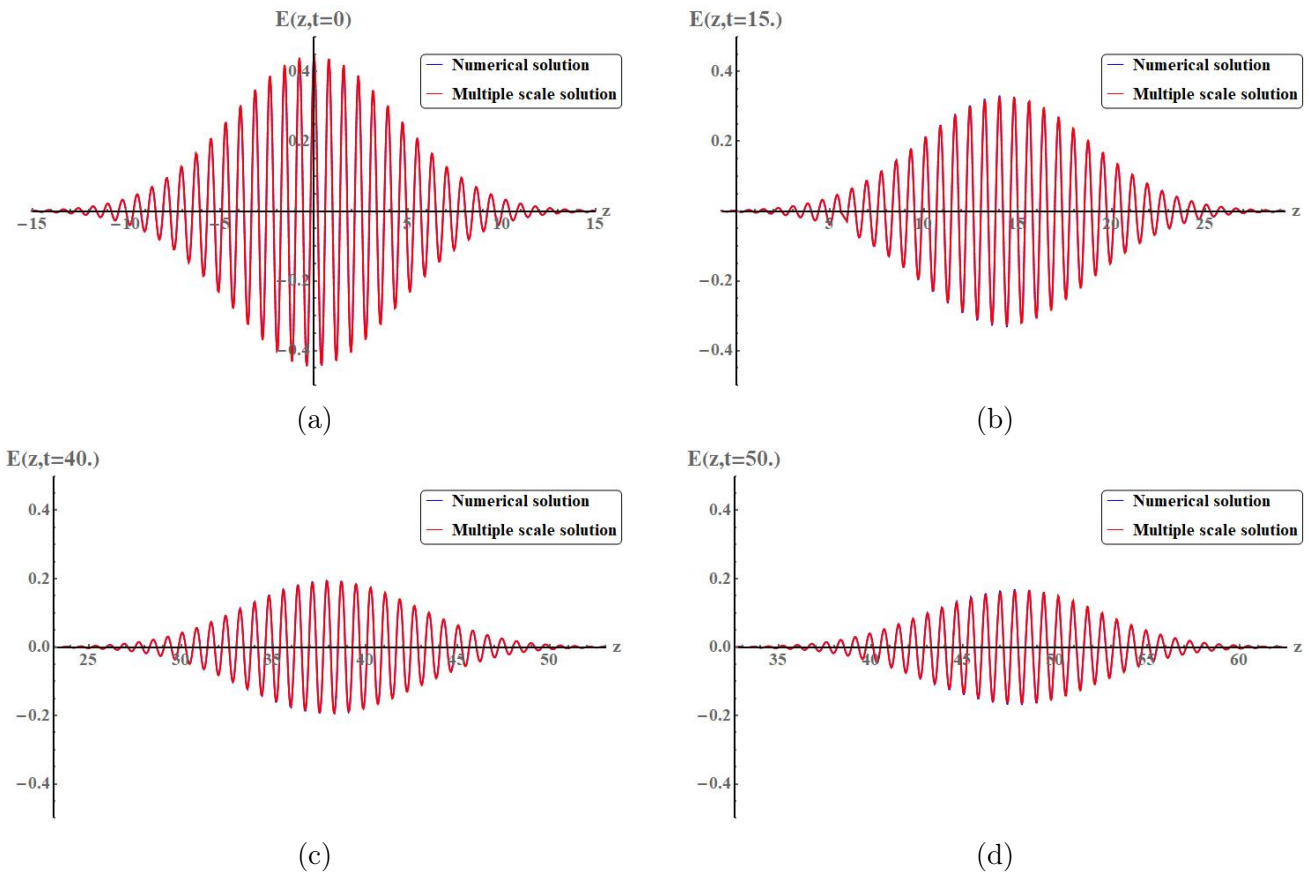 E(z,t=0)
0.4
0.2
−0.2
−0.4
−15
−10
−5
5
10
15
z
Numerical solution
Multiple scale solution
(a)
E(z,t=15.)
0.4
0.2
−0.2
−0.4
5
10
15
20
25
z
Numerical solution
Multiple scale solution
(b)
E(z,t=40.)
0.4
0.2
0.0
−0.2
−0.4
25
30
35
40
45
50
z
Numerical solution
Multiple scale solution
(c)
E(z,t=50.)
0.4
0.2
0.0
−0.2
−0.4
35
40
45
50
55
60
z
Numerical solution
Multiple scale solution
(d)